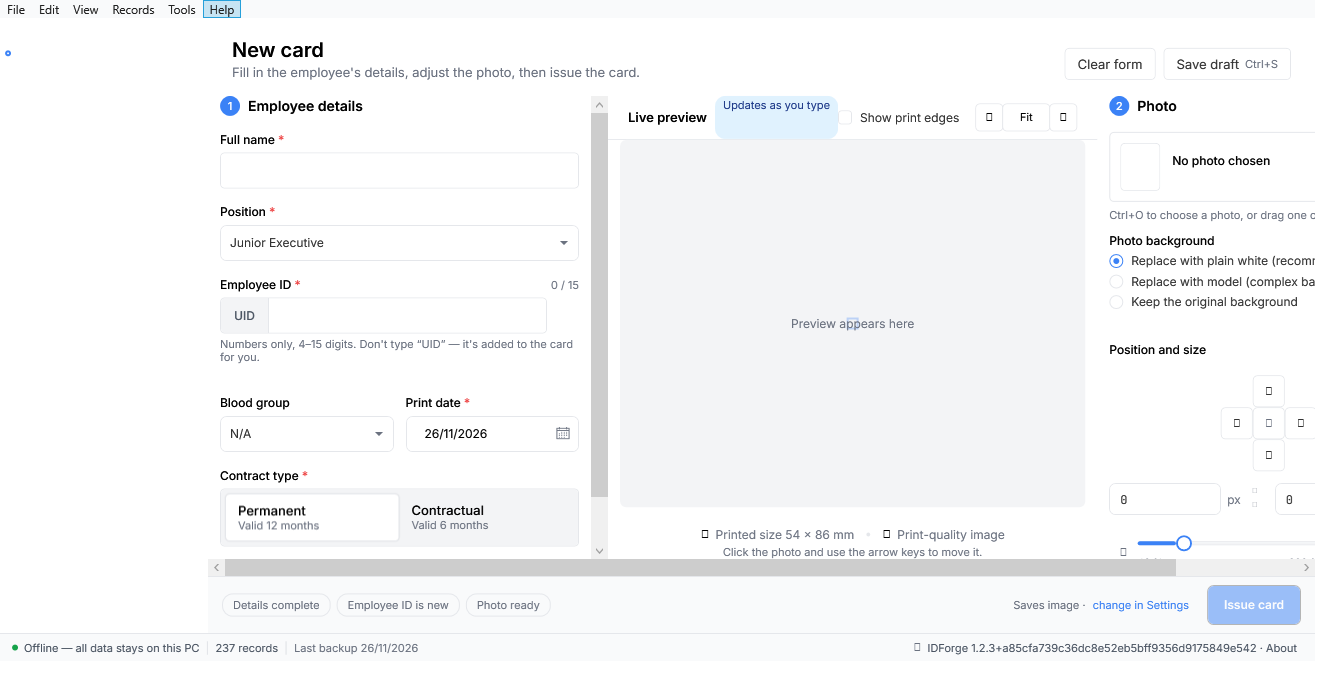 File Edit View Records Tools Help
New card
Fill in the employee's details, adjust the photo, then issue the card.
Clear form
Save draft Ctrl+S
1 Employee details
Full name *
Position *
Junior Executive
Employee ID *
0 / 15
UID
Numbers only, 4–15 digits. Don't type “UID” — it's added to the card
for you.
Blood group
Print date *
N/A
26/11/2026
Contract type *
Permanent
Valid 12 months
Contractual
Valid 6 months
Live preview
Updates as you type
Show print edges
Fit
Preview appears here
Printed size 54 × 86 mm • Print-quality image
Click the photo and use the arrow keys to move it.
2 Photo
No photo chosen
Ctrl+O to choose a photo, or drag one
Photo background
Replace with plain white
Replace with model (complex
Keep the original background
Position and size
0 px
0
Details complete
Employee ID is new
Photo ready
Saves image · change in Settings
Issue card
Offline — all data stays on this PC
237 records
Last backup 26/11/2026
IDForge 1.2.3+a85cfa739c36dc8e52eb5bff9356d9175849e542 · About